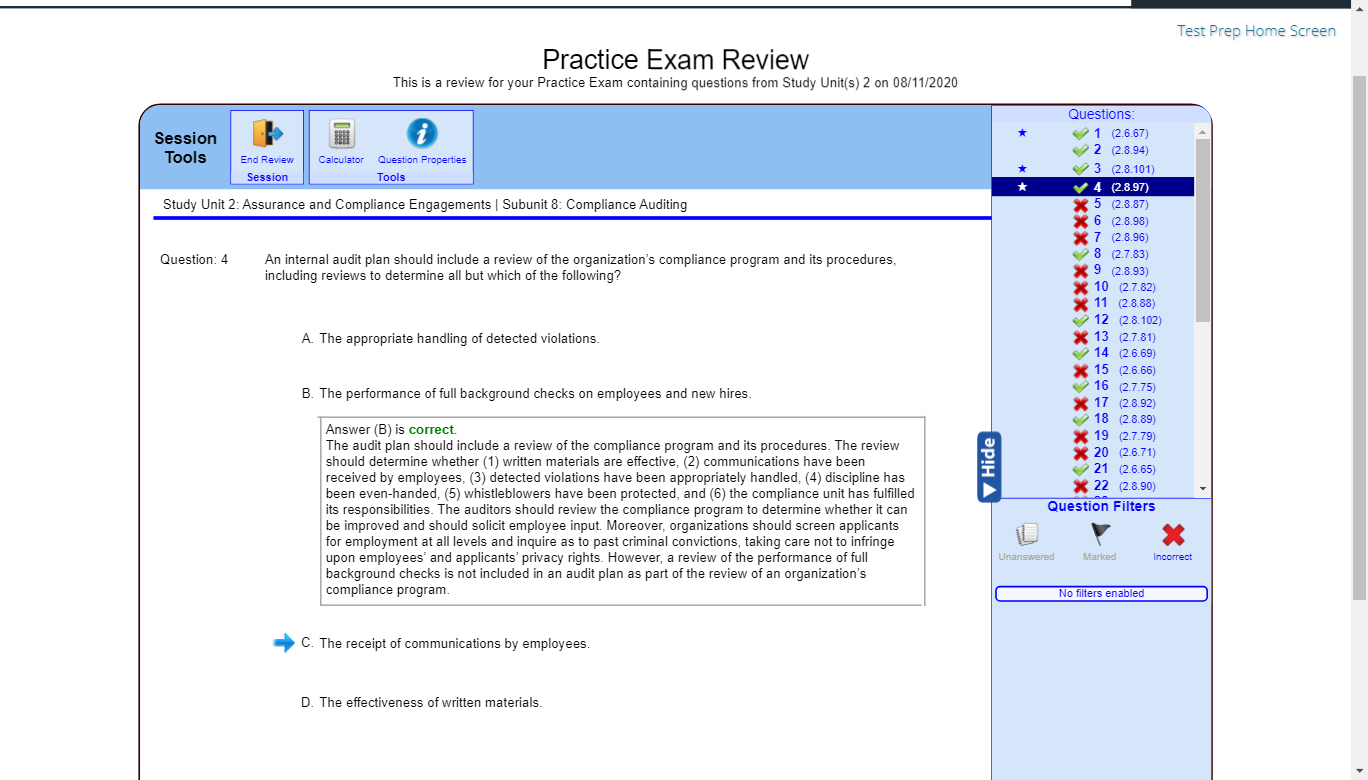 Test Prep Home Screen
Practice Exam Review
This is a review for your Practice Exam containing questions from Study Unit(s) 2 on 08/11/2020
Session
Tools
End Review
Session
Calculator
Question Properties
Tools
Study Unit 2: Assurance and Compliance Engagements | Subunit 8: Compliance Auditing
Question: 4
An internal audit plan should include a review of the organization's compliance program and its procedures,
including reviews to determine all but which of the following?
A. The appropriate handling of detected violations.
B. The performance of full background checks on employees and new hires.
Answer (B) is correct.
The audit plan should include a review of the compliance program and its procedures. The review
should determine whether (1) written materials are effective, (2) communications have been
received by employees, (3) detected violations have been appropriately handled, (4) discipline has
been even-handed, (5) whistleblowers have been protected, and (6) the compliance unit has fulfilled
its responsibilities. The auditors should review the compliance program to determine whether it can
be improved and should solicit employee input. Moreover, organizations should screen applicants
for employment at all levels and inquire as to past criminal convictions, taking care not to infringe
upon employees' and applicants' privacy rights. However, a review of the performance of full
background checks is not included in an audit plan as part of the review of an organization's
compliance program.
C. The receipt of communications by employees.
D. The effectiveness of written materials.
Questions:
1 (2.6.67)
2 (2.8.94)
3 (2.8.101)
4 (2.8.97)
5 (2.8.87)
6 (2.8.98)
7 (2.8.96)
8 (2.7.83)
9 (2.8.93)
10 (2.7.82)
11 (2.8.88)
12 (2.8.102)
13 (2.7.81)
14 (2.6.69)
15 (2.6.66)
16 (2.7.75)
17 (2.8.92)
18 (2.8.89)
19 (2.7.79)
20 (2.6.71)
21 (2.6.65)
22 (2.8.90)
Hide
Question Filters
Unanswered
Marked
Incorrect
No filters enabled